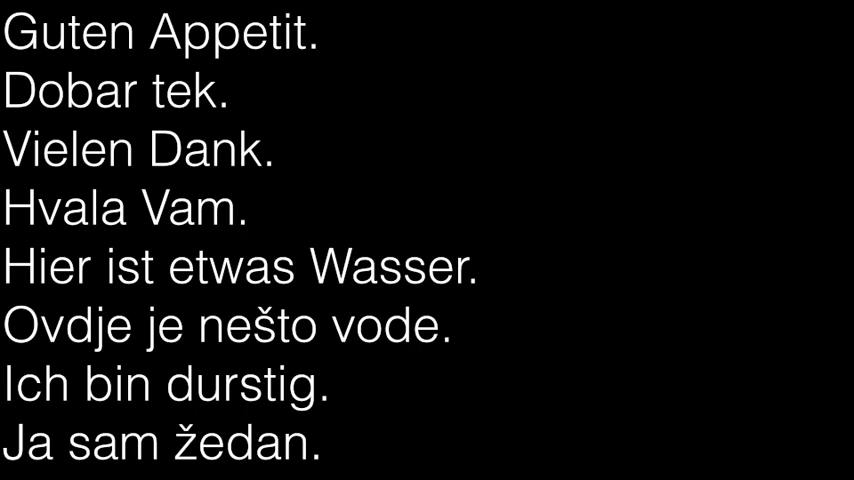 Guten Appetit.
Dobar tek.
Vielen Dank.
Hvala Vam.
Hier ist etwas Wasser.
Ovdje je nešto vode.
Ich bin durstig.
Ja sam žedan.